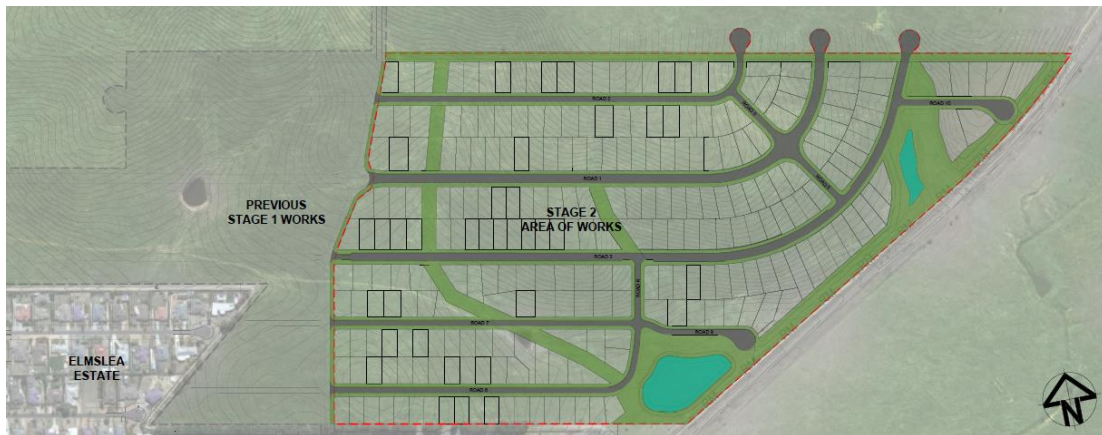 ROAD 2
ROAD 10
ROAD 1
PREVIOUS
STAGE 1 WORKS
STAGE 2
AREA OF WORKS
ROAD 3
ROAD 7
ROAD 9
ELMSLEA
ESTATE
ROAD 8
N